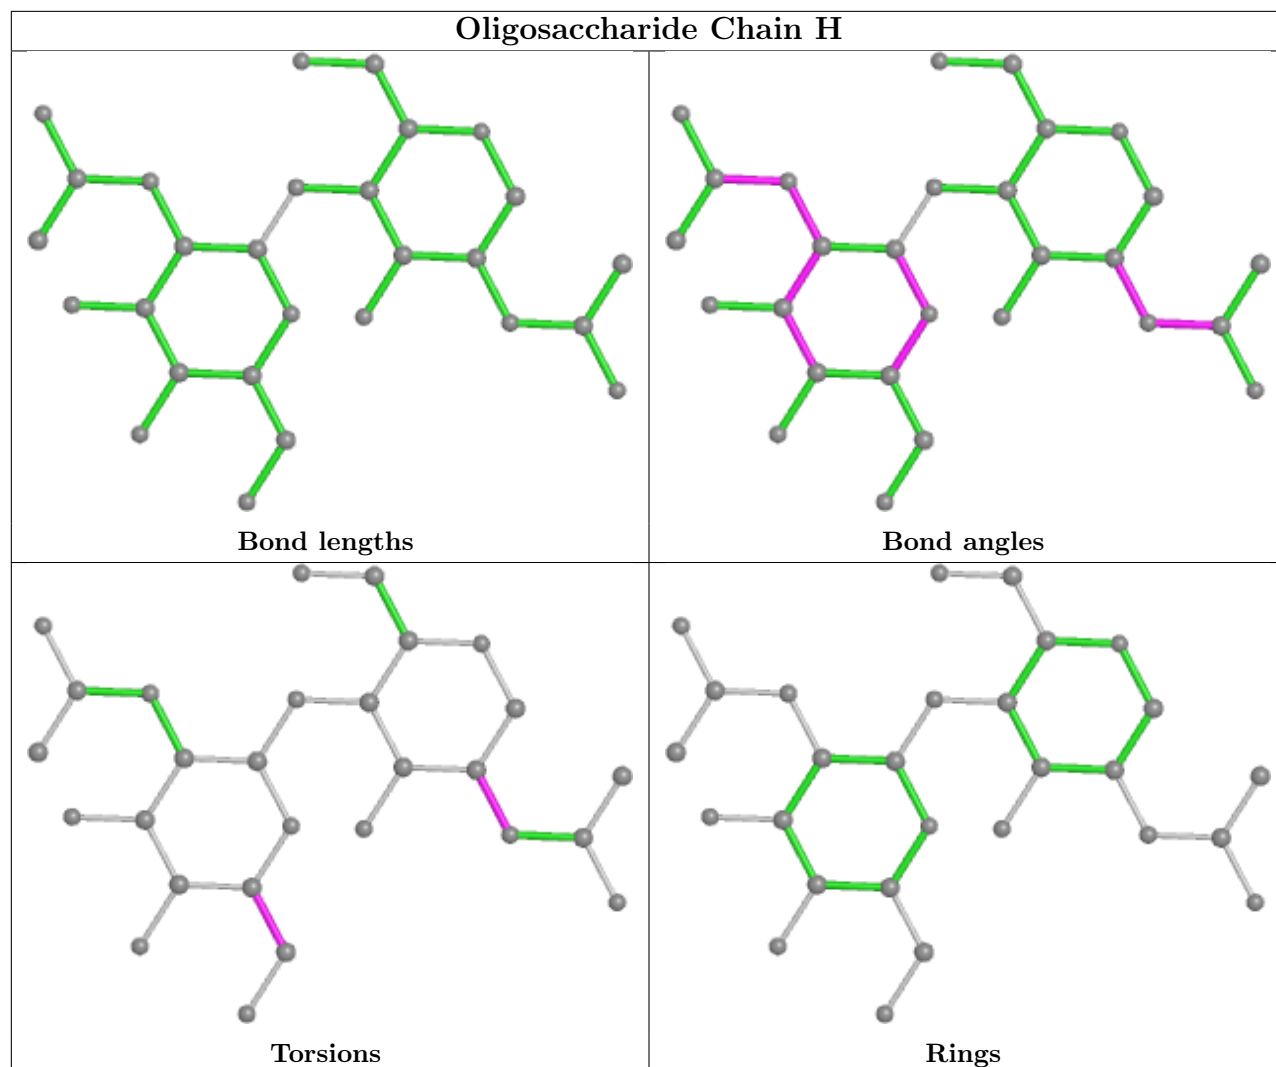 Oligosaccharide Chain H
Bond lengths
Bond angles
Torsions
Rings